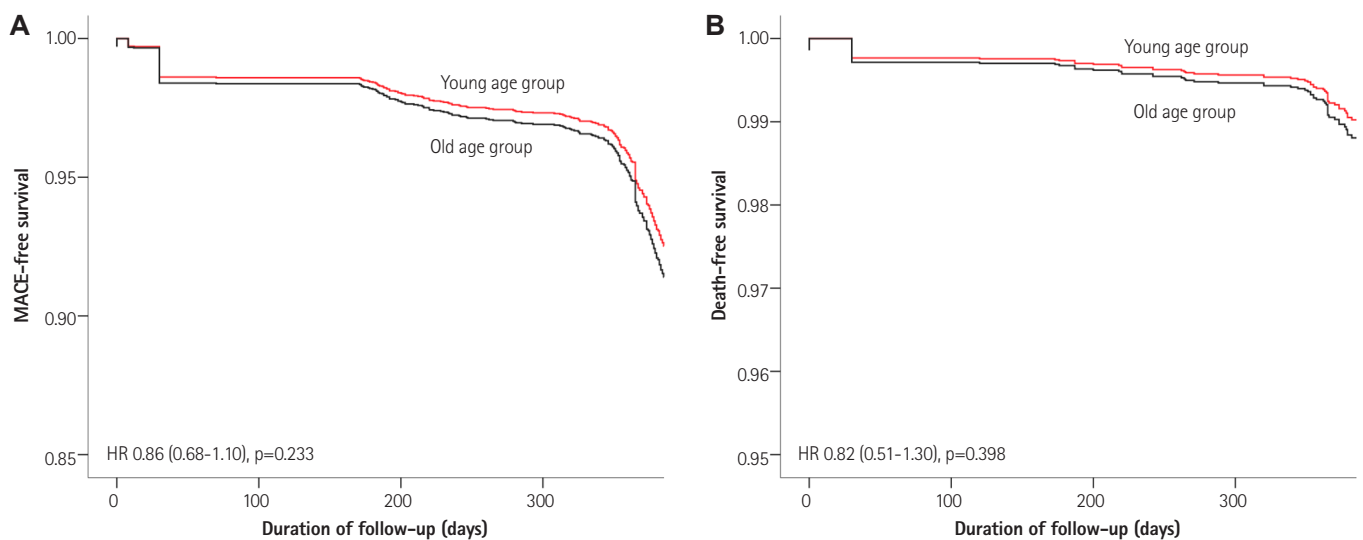 A
MACE-free survival
1.00
0.95
0.90
0.85
Young age group
Old age group
HR 0.86 (0.68-1.10), p=0.233
0 100 200 300
Duration of follow-up (days)
B
Death-free survival
1.00
0.99
0.98
0.97
0.96
0.95
Young age group
Old age group
HR 0.82 (0.51-1.30), p=0.398
0 100 200 300
Duration of follow-up (days)